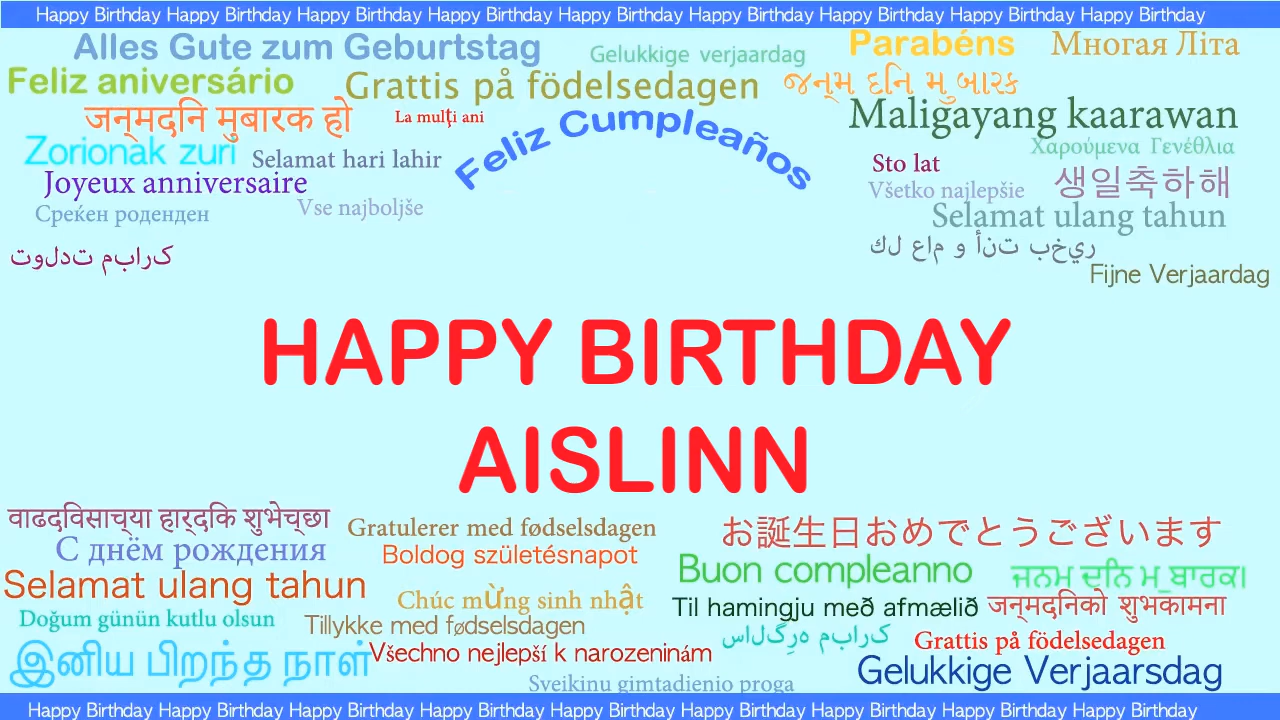 Happy Birthday Happy Birthday Happy Birthday Happy Birthday Happy Birthday Happy Birthday Happy Birthday Happy Birthday Happy Birthday
Alles Gute zum Geburtstag
Gelukkige verjaardag
Parabéns
Многая Літа
Feliz aniversário
Grattis på födelsedagen
જન્મ દનિ મુ બારક
जन्मदनि मुबारक हो
La mulţi ani
Feliz Cumpleaños
Maligayang kaarawan
Zorionak zuri
Selamat hari lahir
Sto lat
Χαρούμενα Γενέθλια
Joyeux anniversaire
Všetko najlepšie
생일축하해
Среќен роденден
Vse najboljše
Selamat ulang tahun
تولدت مبارک
كل عام و أنت بخير
Fijne Verjaardag
HAPPY BIRTHDAY
AISLINN
वाढदविसाच्या हार्दकि शुभेच्छा
Gratulerer med fødselsdagen
お誕生日おめでとうございます
С днём рождения
Boldog születésnapot
Buon compleanno
ਜਨਮ ਦਨਿ ਮੁਬਾਰਕ।
Selamat ulang tahun
Chúc mừng sinh nhật
Til hamingju með afmælið
जन्मदनिको शुभकामना
Doğum günün kutlu olsun
Tillykke med fødselsdagen
سالگرہ مبارک
Grattis på födelsedagen
இனிய பிறந்த நாள்
Všechno nejlepší k narozeninám
Gelukkige Verjaarsdag
Sveikinu gimtadienio proga
Happy Birthday Happy Birthday Happy Birthday Happy Birthday Happy Birthday Happy Birthday Happy Birthday Happy Birthday Happy Birthday